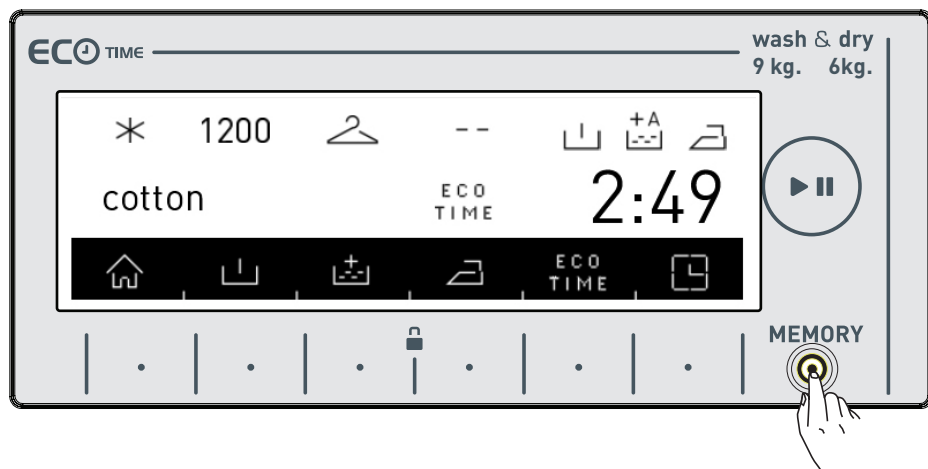 ECO TIME
wash & dry
9 kg. 6kg.
1200 -- +A
cotton ECO TIME 2:49
+ ECO TIME
MEMORY